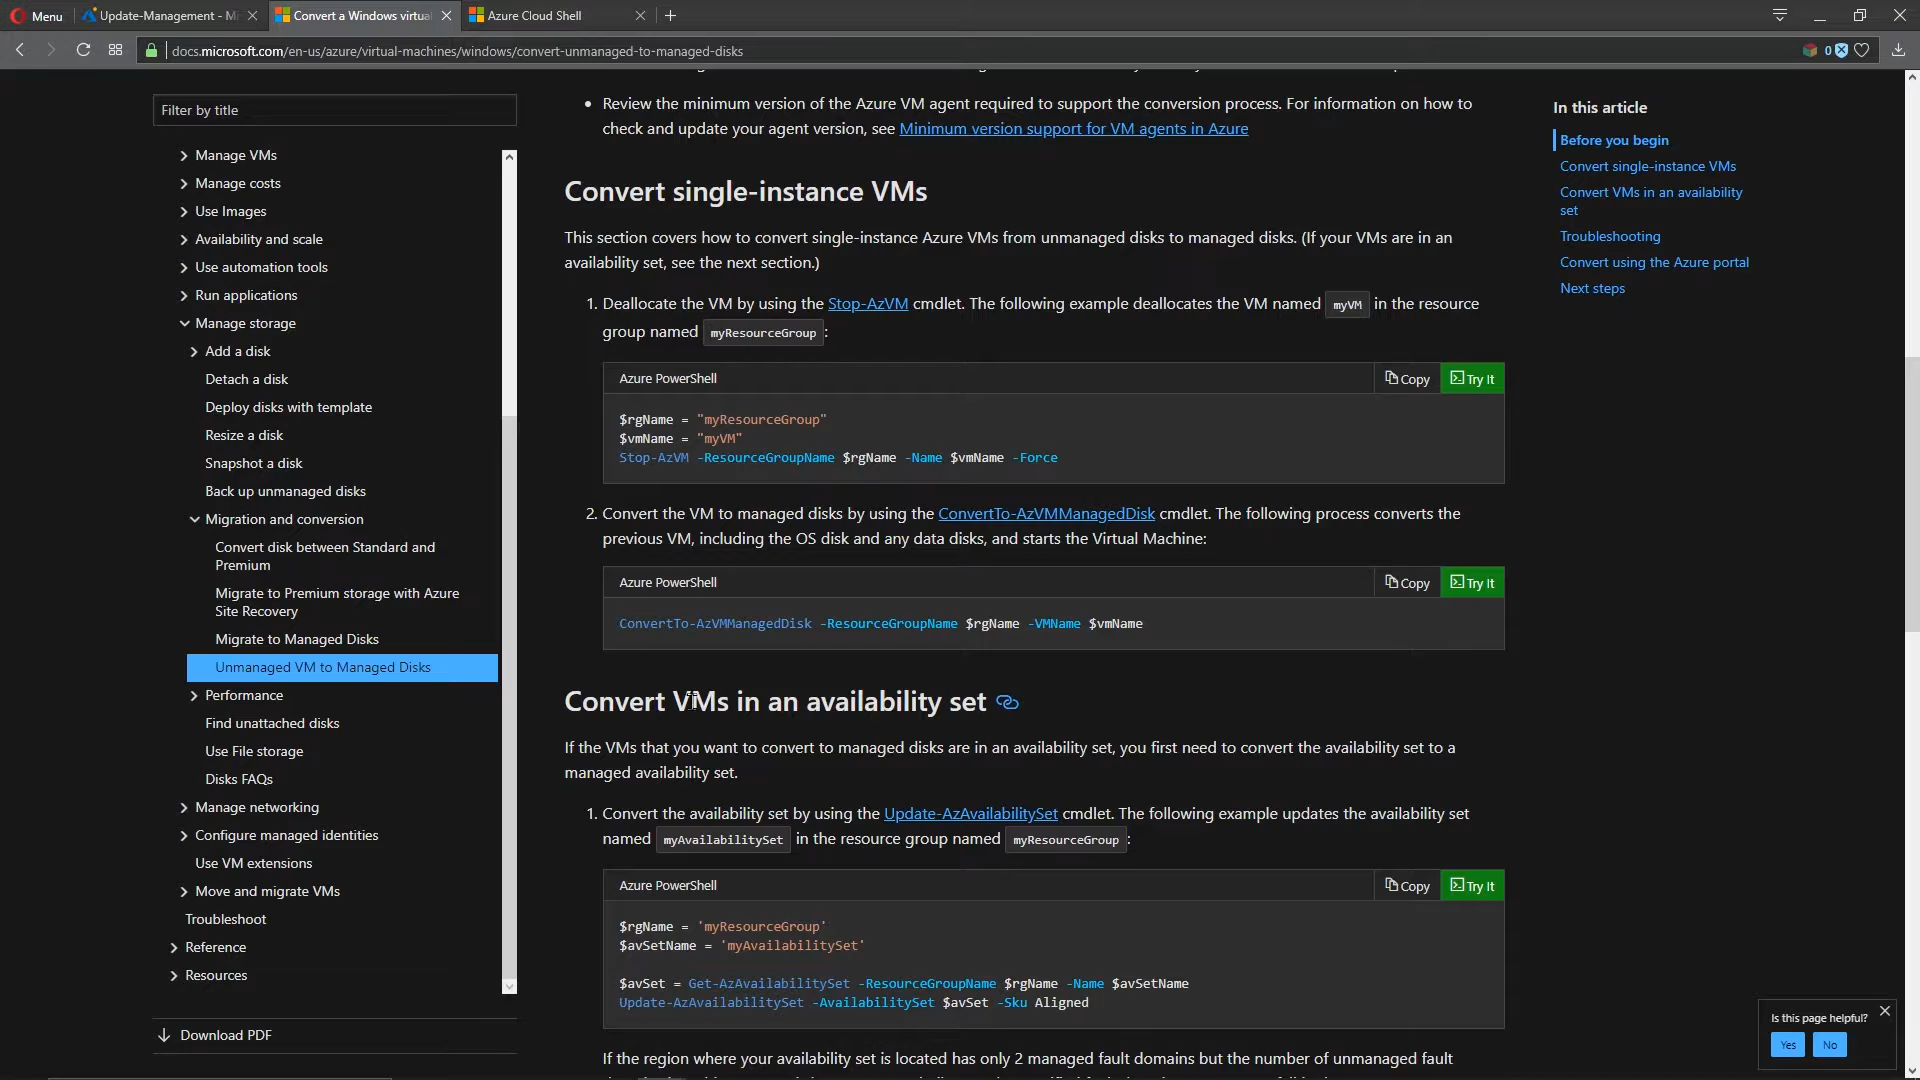 Menu
Update-Management - M
Convert a Windows virtual
Azure Cloud Shell
docs.microsoft.com/en-us/azure/virtual-machines/windows/convert-unmanaged-to-managed-disks
0
Filter by title
Manage VMs
Manage costs
Use Images
Availability and scale
Use automation tools
Run applications
Manage storage
Add a disk
Detach a disk
Deploy disks with template
Resize a disk
Snapshot a disk
Back up unmanaged disks
Migration and conversion
Convert disk between Standard and
Premium
Migrate to Premium storage with Azure
Site Recovery
Migrate to Managed Disks
Unmanaged VM to Managed Disks
Performance
Find unattached disks
Use File storage
Disks FAQs
Manage networking
Configure managed identities
Use VM extensions
Move and migrate VMs
Troubleshoot
Reference
Resources
Download PDF
• Review the minimum version of the Azure VM agent required to support the conversion process. For information on how to
check and update your agent version, see Minimum version support for VM agents in Azure
Convert single-instance VMs
This section covers how to convert single-instance Azure VMs from unmanaged disks to managed disks. (If your VMs are in an
availability set, see the next section.)
1. Deallocate the VM by using the Stop-AzVM cmdlet. The following example deallocates the VM named myVM in the resource
group named myResourceGroup :
Azure PowerShell Copy Try It
$rgName = "myResourceGroup"
$vmName = "myVM"
Stop-AzVM -ResourceGroupName $rgName -Name $vmName -Force
2. Convert the VM to managed disks by using the ConvertTo-AzVMManagedDisk cmdlet. The following process converts the
previous VM, including the OS disk and any data disks, and starts the Virtual Machine:
Azure PowerShell Copy Try It
ConvertTo-AzVMManagedDisk -ResourceGroupName $rgName -VMName $vmName
Convert VMs in an availability set
If the VMs that you want to convert to managed disks are in an availability set, you first need to convert the availability set to a
managed availability set.
1. Convert the availability set by using the Update-AzAvailabilitySet cmdlet. The following example updates the availability set
named myAvailabilitySet in the resource group named myResourceGroup :
Azure PowerShell Copy Try It
$rgName = 'myResourceGroup'
$avSetName = 'myAvailabilitySet'
$avSet = Get-AzAvailabilitySet -ResourceGroupName $rgName -Name $avSetName
Update-AzAvailabilitySet -AvailabilitySet $avSet -Sku Aligned
If the region where your availability set is located has only 2 managed fault domains but the number of unmanaged fault
In this article
Before you begin
Convert single-instance VMs
Convert VMs in an availability
set
Troubleshooting
Convert using the Azure portal
Next steps
Is this page helpful?
Yes No